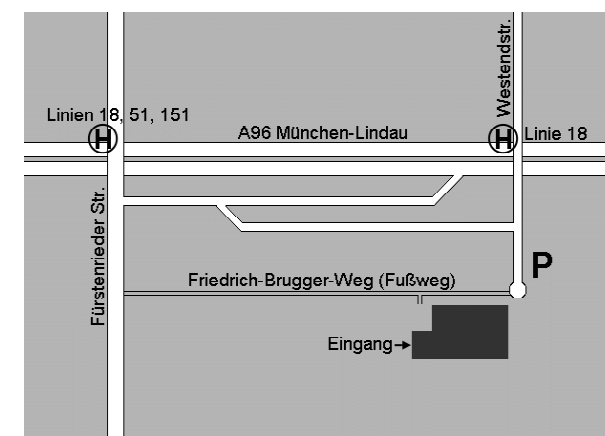 Westendstr.
Linien 18, 51, 151
H
A96 München-Lindau
H
Linie 18
Fürstenrieder Str.
P
Friedrich-Brugger-Weg (Fußweg)
Eingang